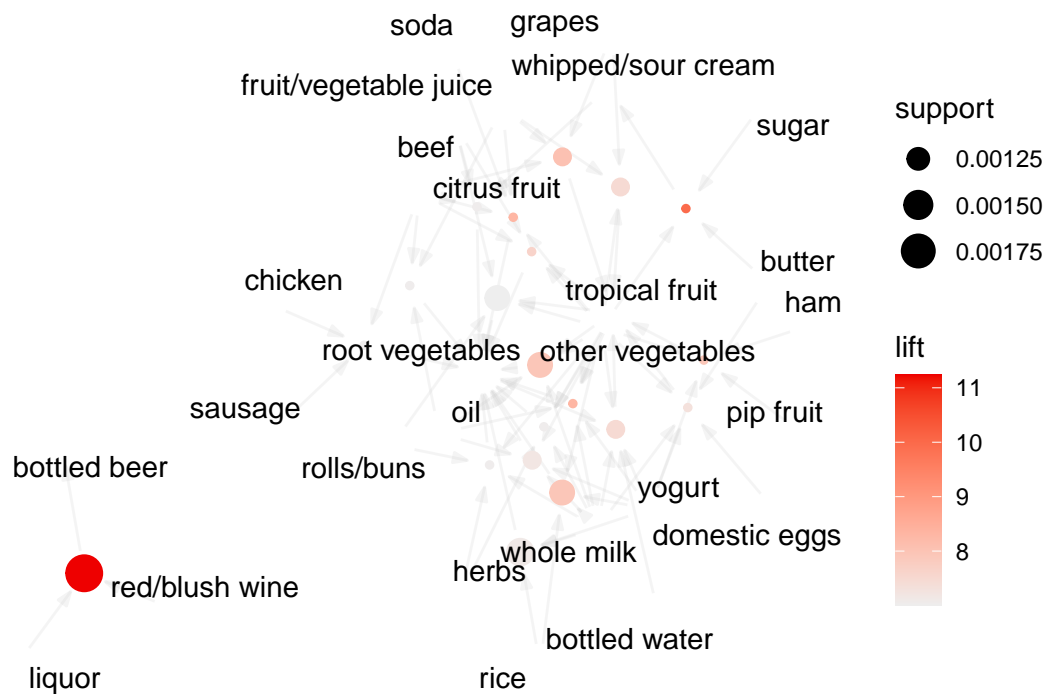 soda
grapes
whipped/sour cream
fruit/vegetable juice
support
sugar
beef
0.00125
citrus fruit
0.00150
0.00175
butter
chicken
tropical fruit
ham
lift
root vegetables
other vegetables
11
sausage
oil
pip fruit
10
bottled beer
rolls/buns
yogurt
9
domestic eggs
8
whole milk
herbs
red/blush wine
bottled water
liquor
rice